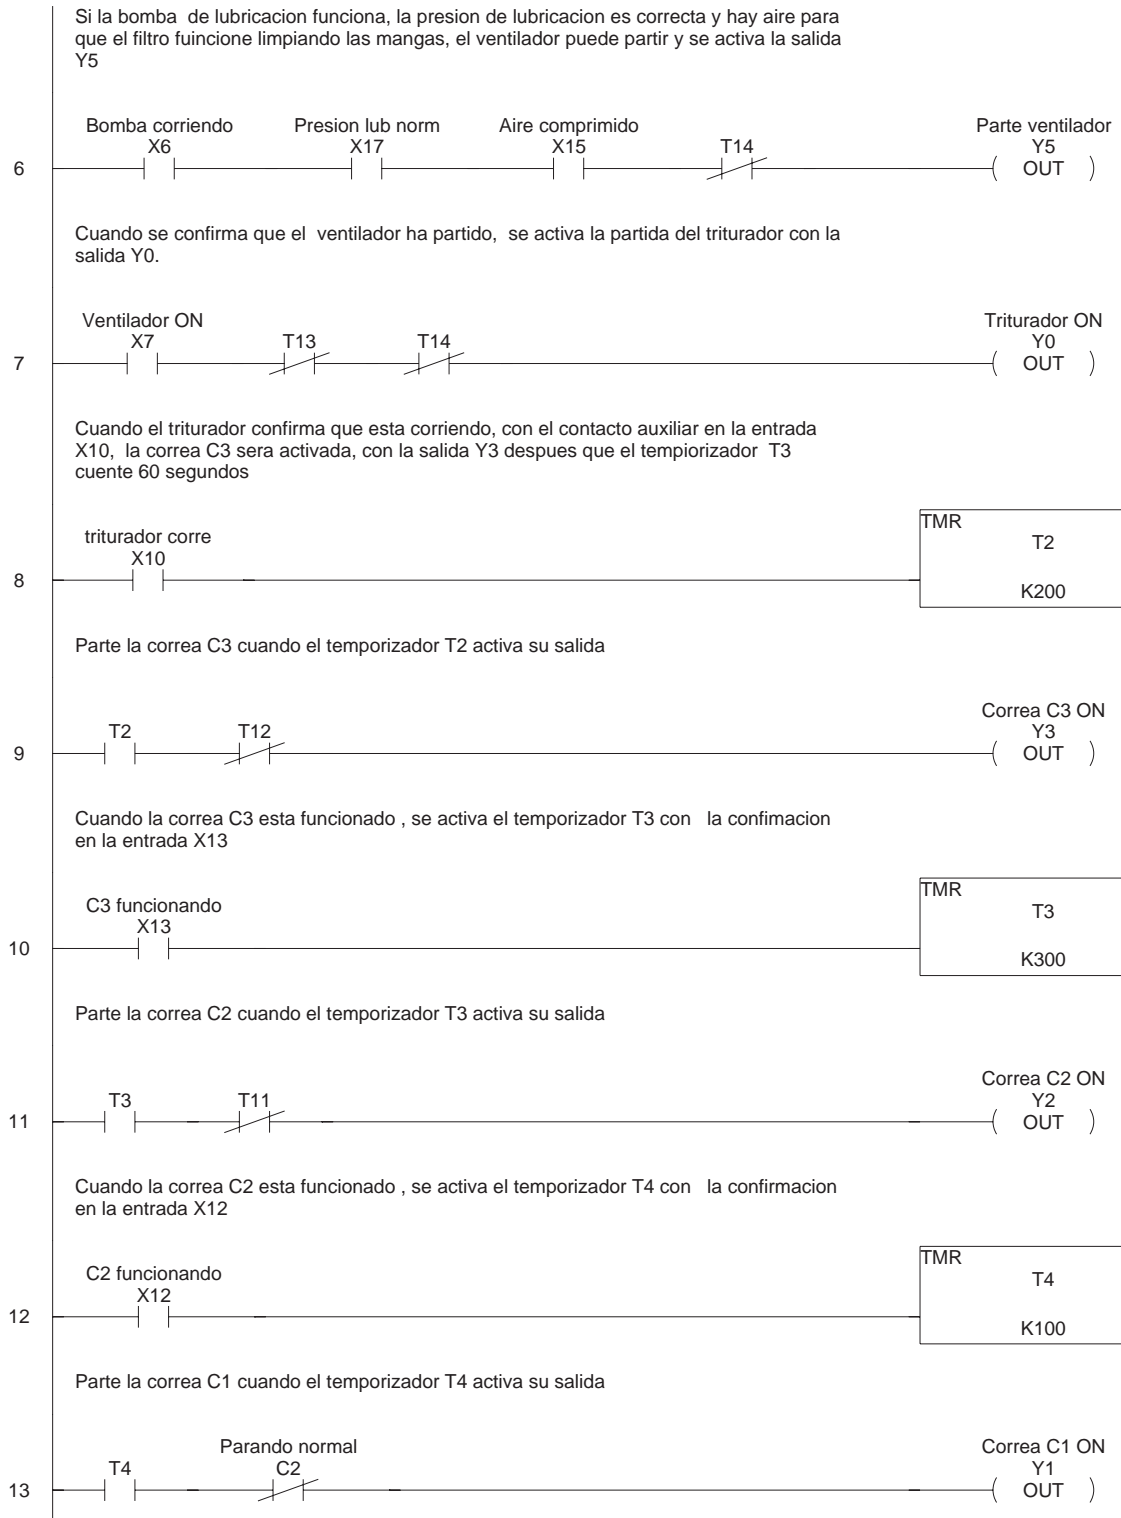 Si la bomba de lubricacion funciona, la presion de lubricacion es correcta y hay aire para
que el filtro fuincione limpiando las mangas, el ventilador puede partir y se activa la salida
Y5
Bomba corriendo Presion lub norm Aire comprimido Parte ventilador
X6 X17 X15 T14 Y5
6 ( OUT )
Cuando se confirma que el ventilador ha partido, se activa la partida del triturador con la
salida Y0.
Ventilador ON Triturador ON
X7 T13 T14 Y0
7 ( OUT )
Cuando el triturador confirma que esta corriendo, con el contacto auxiliar en la entrada
X10, la correa C3 sera activada, con la salida Y3 despues que el tempiorizador T3
cuente 60 segundos
TMR
triturador corre T2
X10
8 K200
Parte la correa C3 cuando el temporizador T2 activa su salida
Correa C3 ON
T2 T12 Y3
9 ( OUT )
Cuando la correa C3 esta funcionado , se activa el temporizador T3 con la confimacion
en la entrada X13
TMR
C3 funcionando T3
X13
10 K300
Parte la correa C2 cuando el temporizador T3 activa su salida
Correa C2 ON
T3 T11 Y2
11 ( OUT )
Cuando la correa C2 esta funcionado , se activa el temporizador T4 con la confirmacion
en la entrada X12
TMR
C2 funcionando T4
X12
12 K100
Parte la correa C1 cuando el temporizador T4 activa su salida
Parando normal Correa C1 ON
T4 C2 Y1
13 ( OUT )